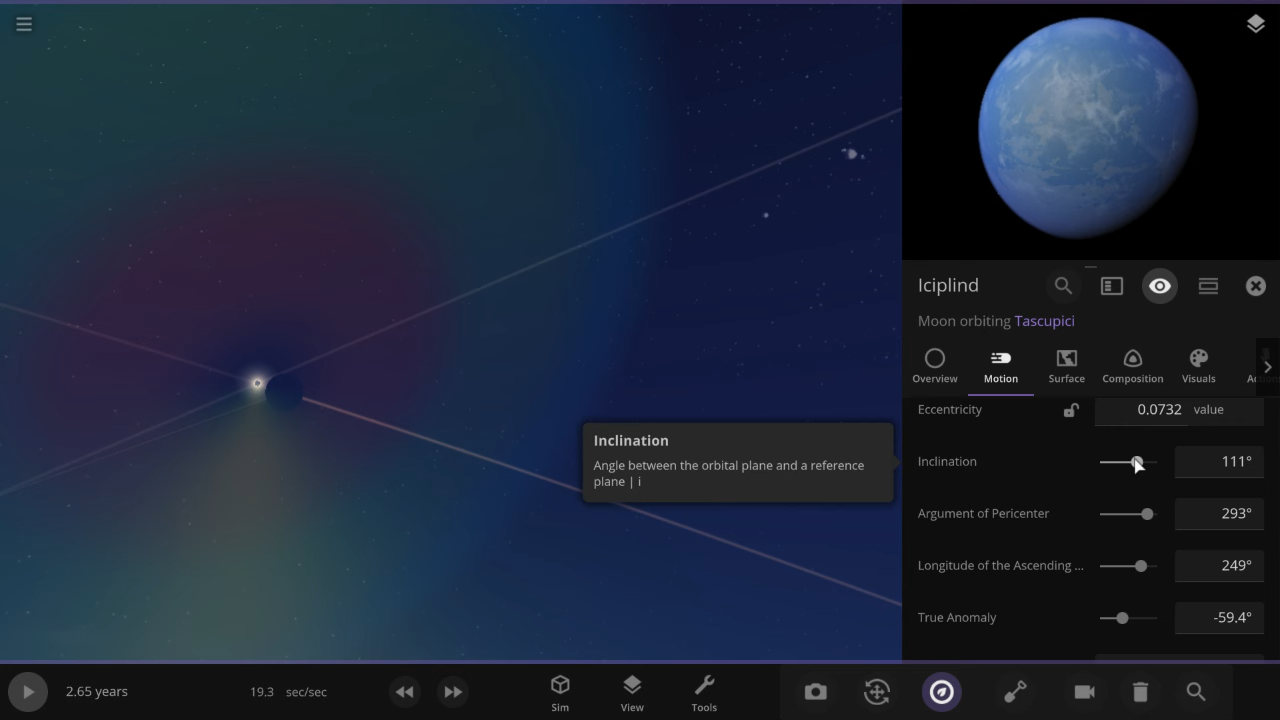 Iciplind
Moon orbiting Tascupici
Overview
Motion
Surface
Composition
Visuals
Eccentricity
0.0732 value
Inclination
111°
Argument of Pericenter
293°
Longitude of the Ascending ...
249°
True Anomaly
-59.4°
Inclination
Angle between the orbital plane and a reference
plane | i
2.65 years
19.3 sec/sec
Sim
View
Tools